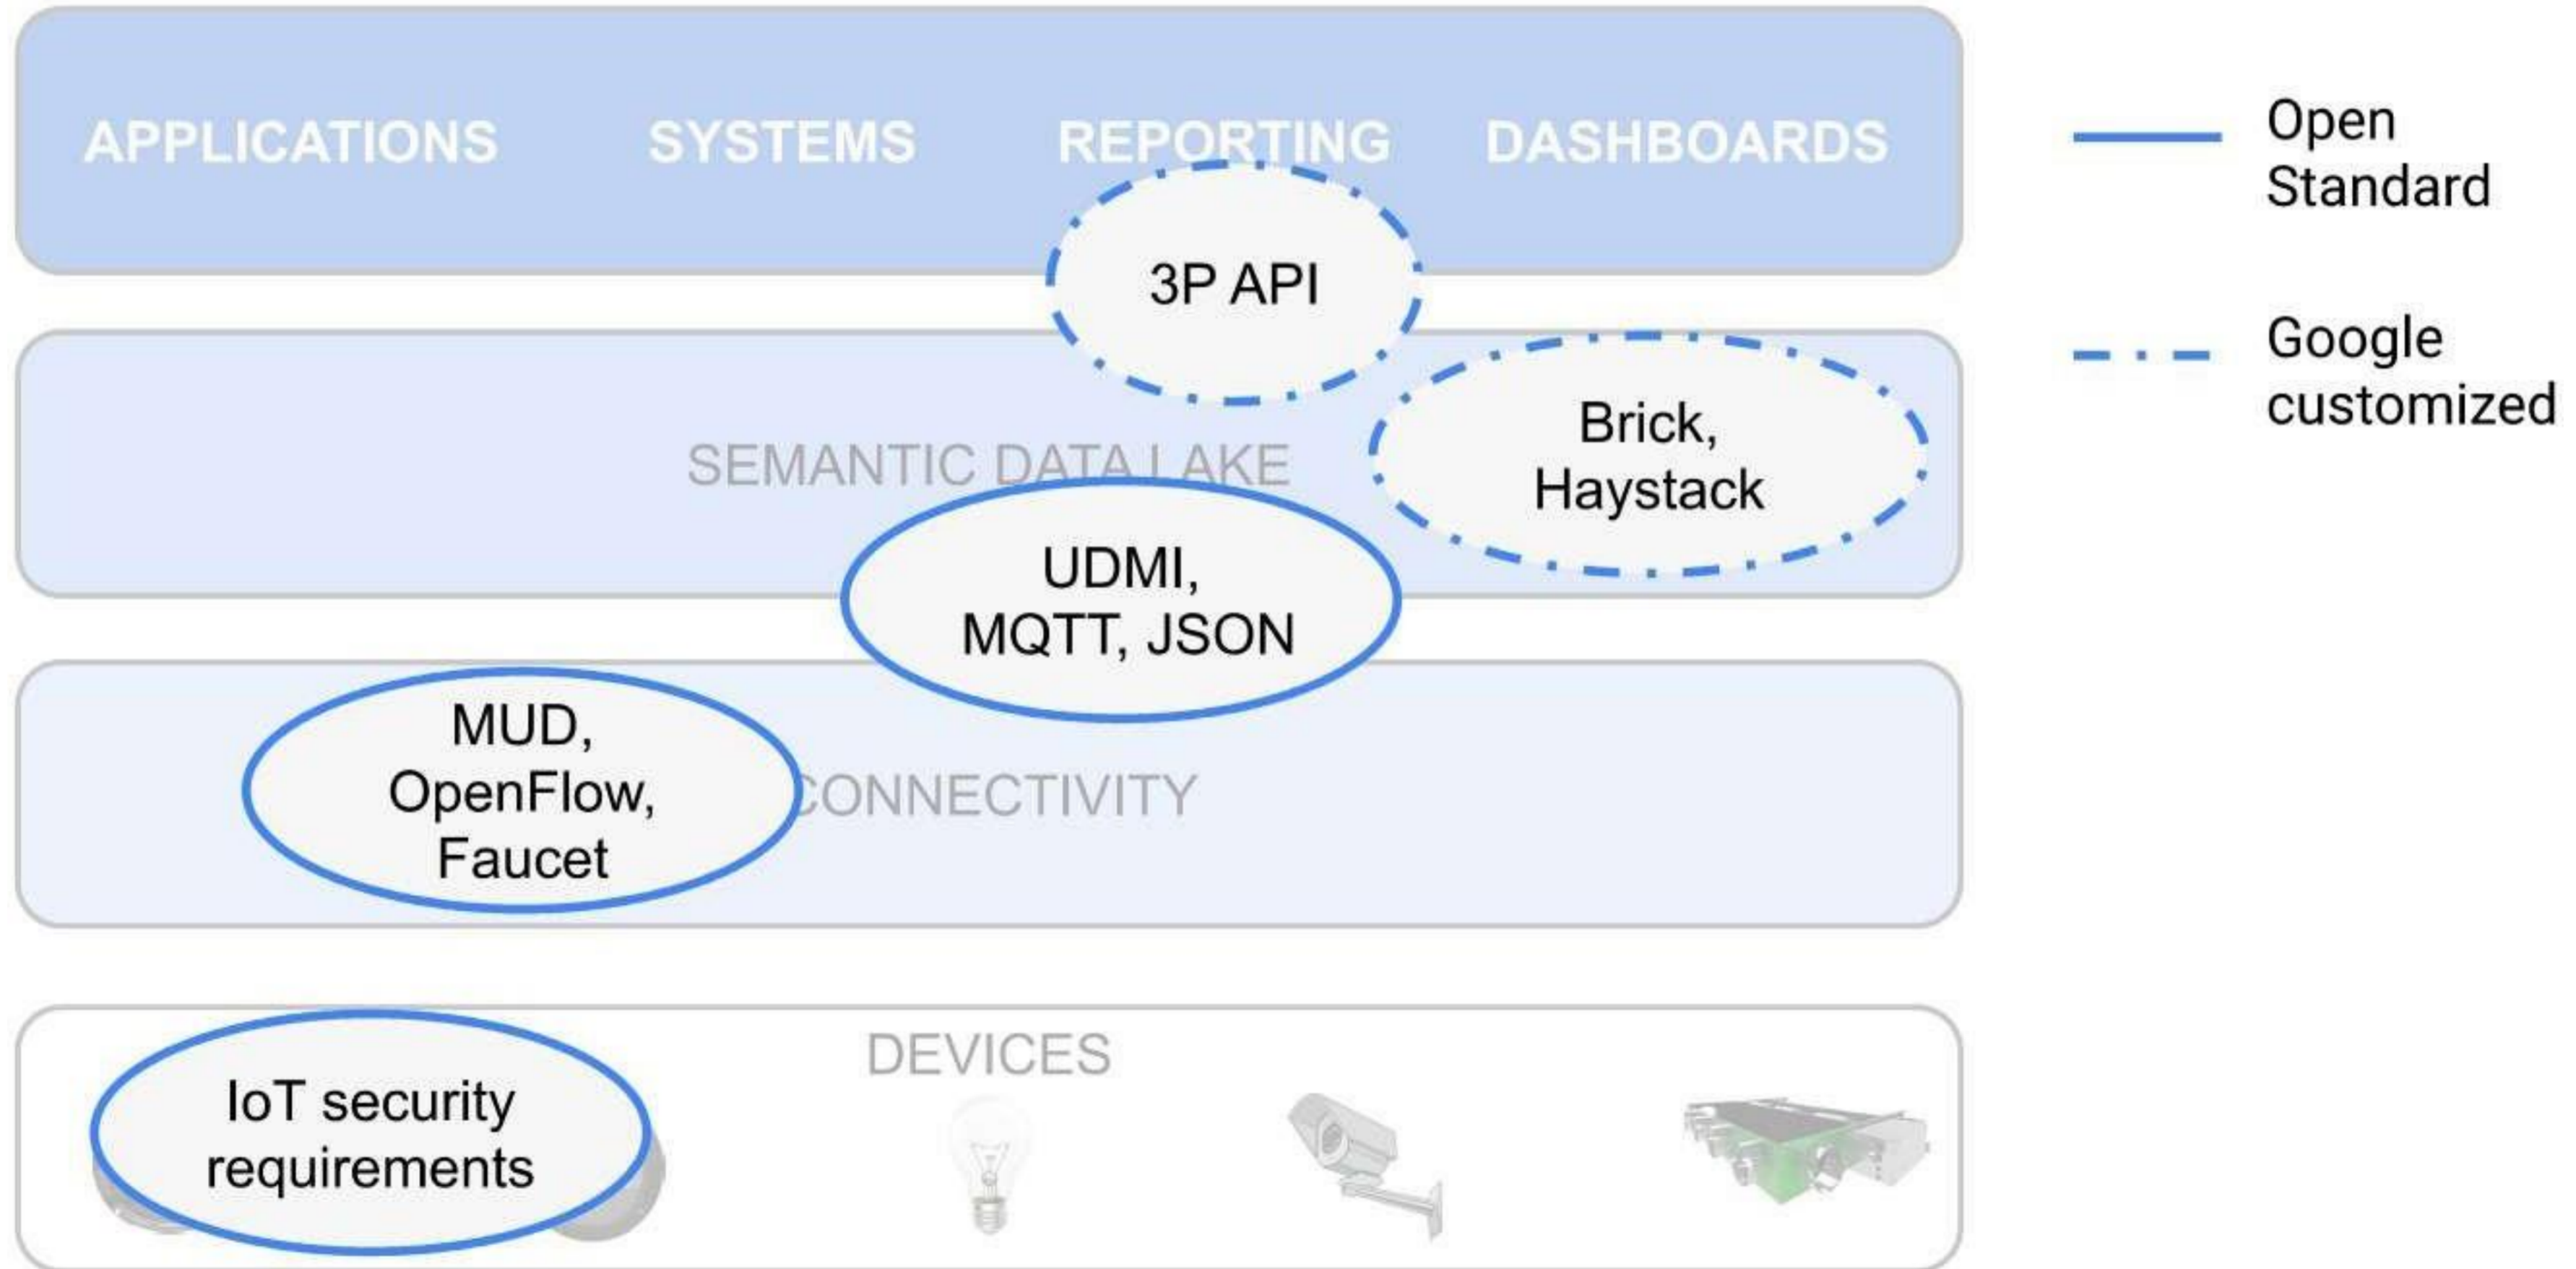 APPLICATIONS SYSTEMS REPORTING DASHBOARDS
3P API
SEMANTIC DATA LAKE
Brick,
Haystack
UDMI,
MQTT, JSON
MUD,
OpenFlow,
Faucet
CONNECTIVITY
DEVICES
IoT security
requirements
Open
Standard
Google
customized